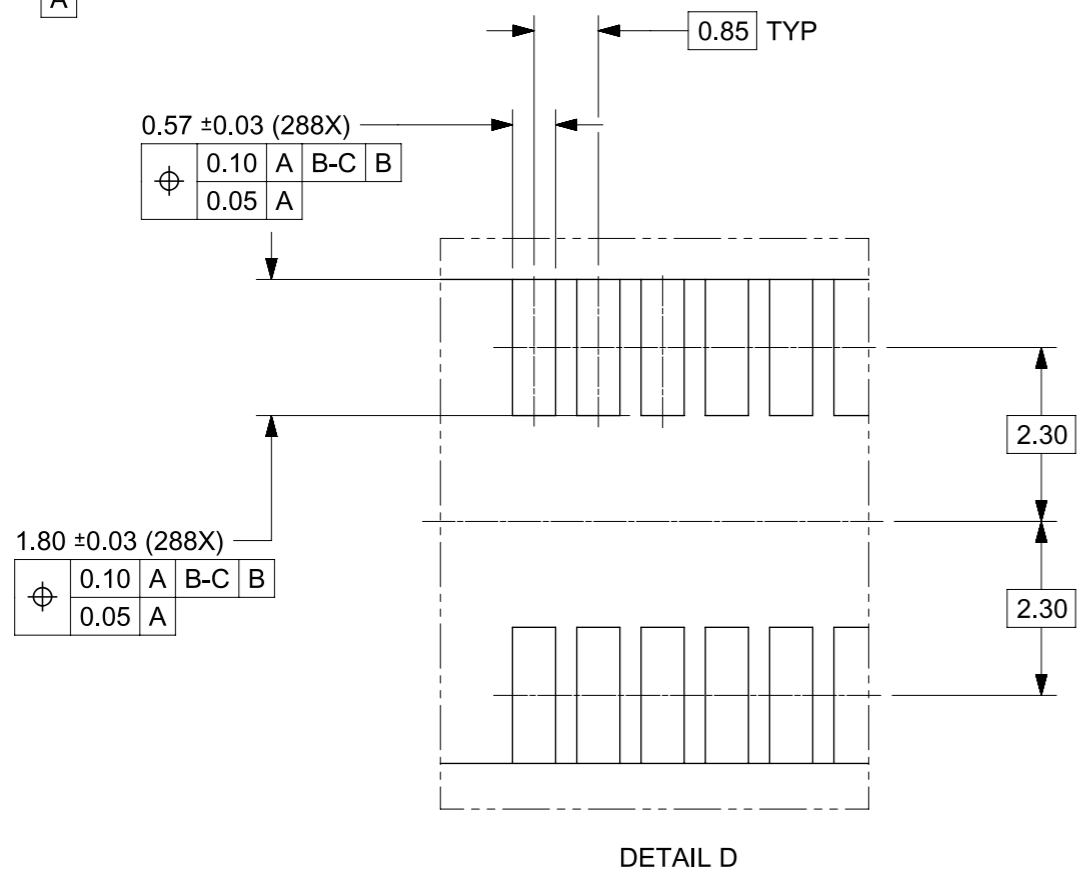 A
0.85 TYP
0.57 ±0.03 (288X)
⌖ 0.10 A B-C B
0.05 A
2.30
1.80 ±0.03 (288X)
⌖ 0.10 A B-C B
0.05 A
2.30
DETAIL D